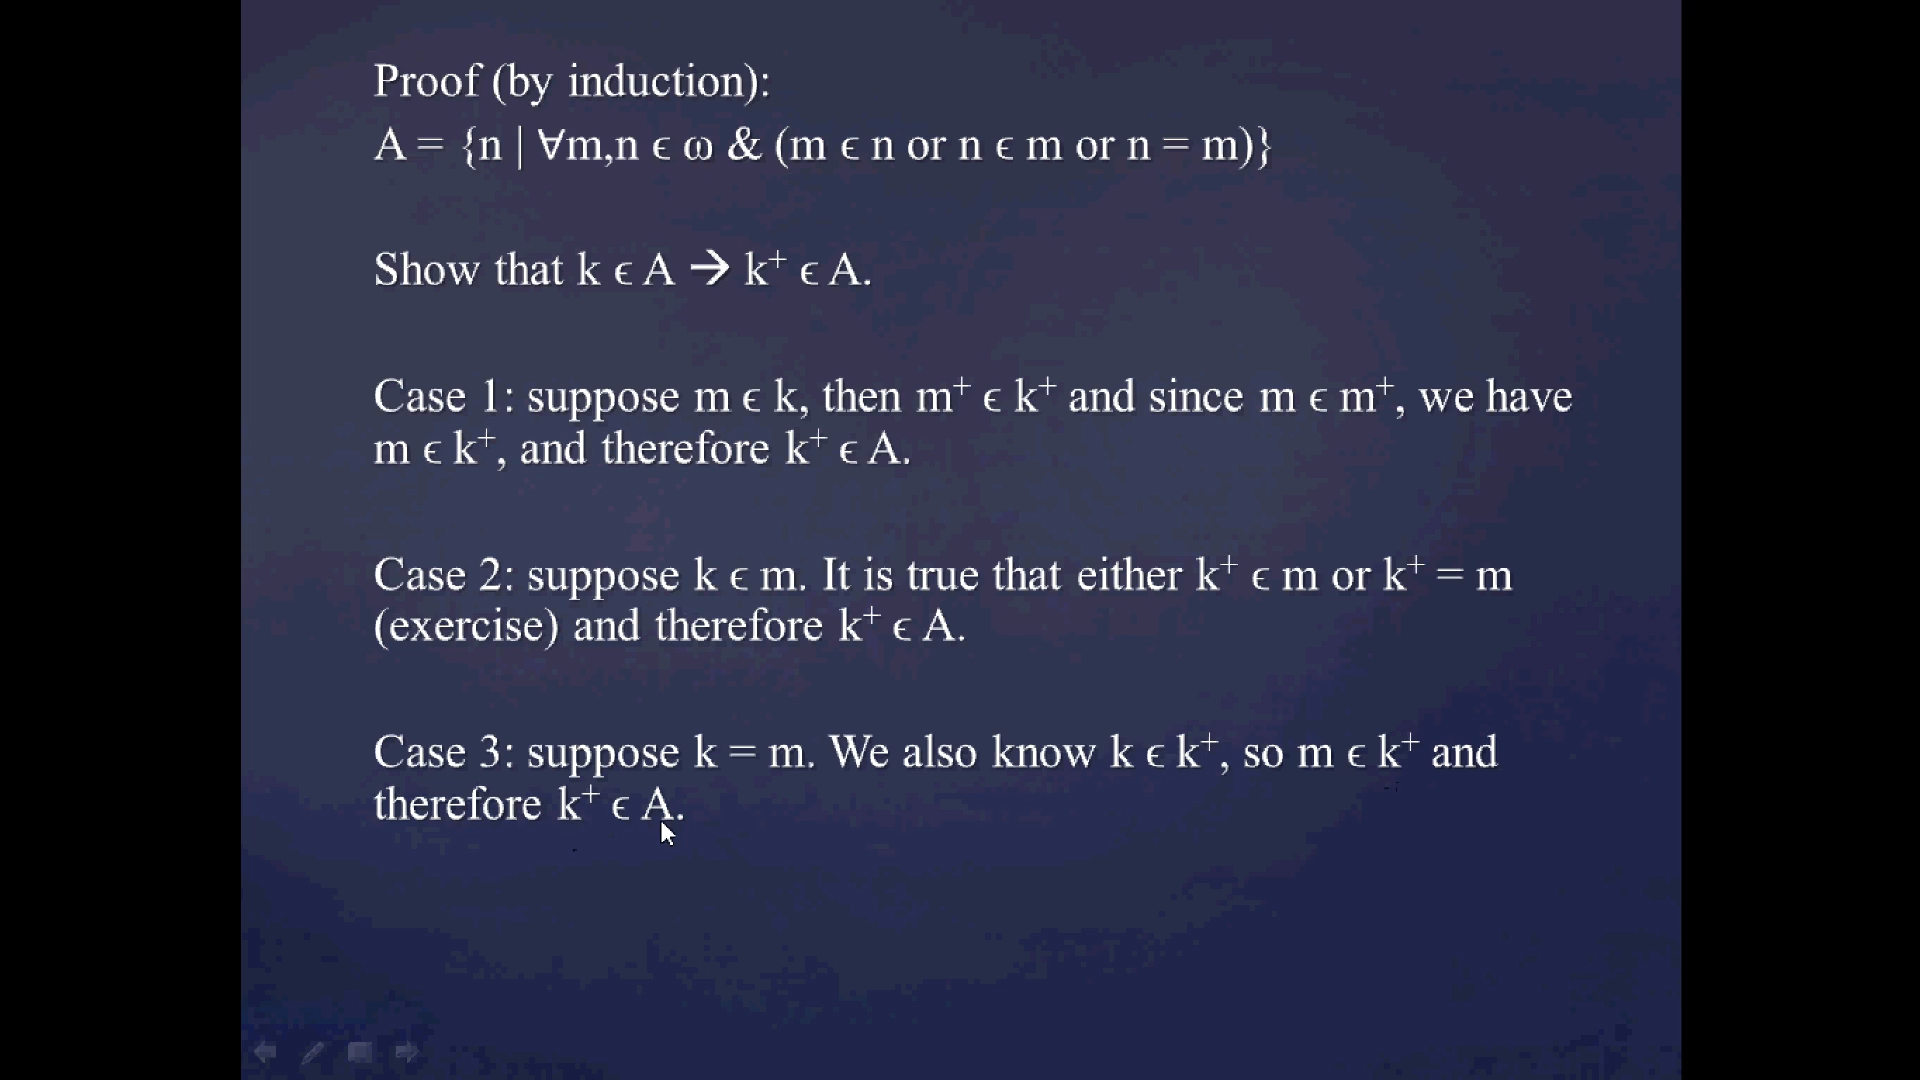 Proof (by induction):
A = {n | ∀m,n ϵ ω & (m ϵ n or n ϵ m or n = m)}
Show that k ϵ A → k⁺ ϵ A.
Case 1: suppose m ϵ k, then m⁺ ϵ k⁺ and since m ϵ m⁺, we have
m ϵ k⁺, and therefore k⁺ ϵ A.
Case 2: suppose k ϵ m. It is true that either k⁺ ϵ m or k⁺ = m
(exercise) and therefore k⁺ ϵ A.
Case 3: suppose k = m. We also know k ϵ k⁺, so m ϵ k⁺ and
therefore k⁺ ϵ A.